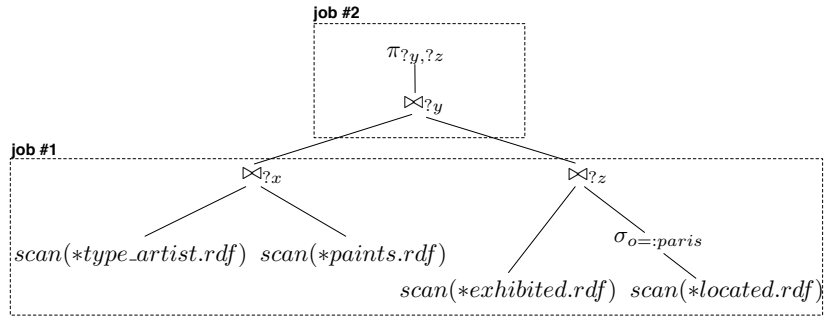 job #2
π?y,?z
⋈?y
job #1
⋈?x ⋈?z
σo=:paris
scan(*type_artist.rdf) scan(*paints.rdf)
scan(*exhibited.rdf) scan(*located.rdf)